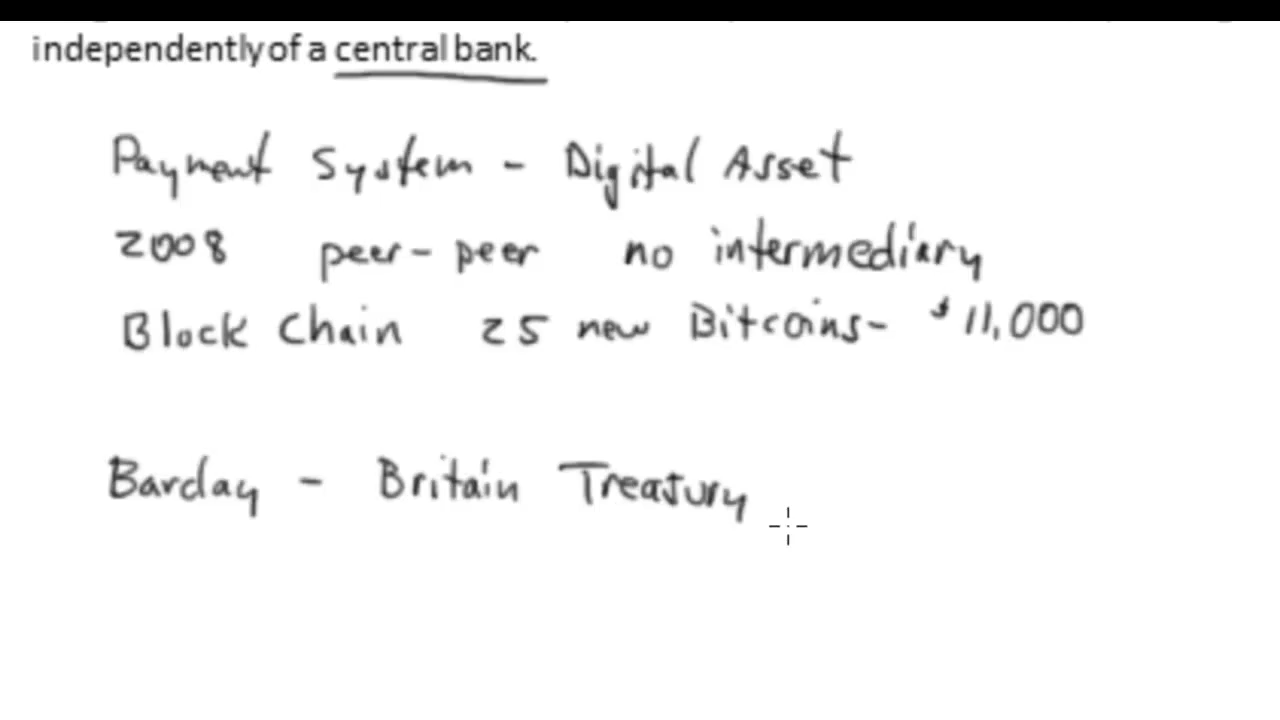 independently of a central bank.
Payment System - Digital Asset
2008 peer-peer no intermediary
Block Chain 25 new Bitcoins- $11,000
Barclay - Britain Treasury